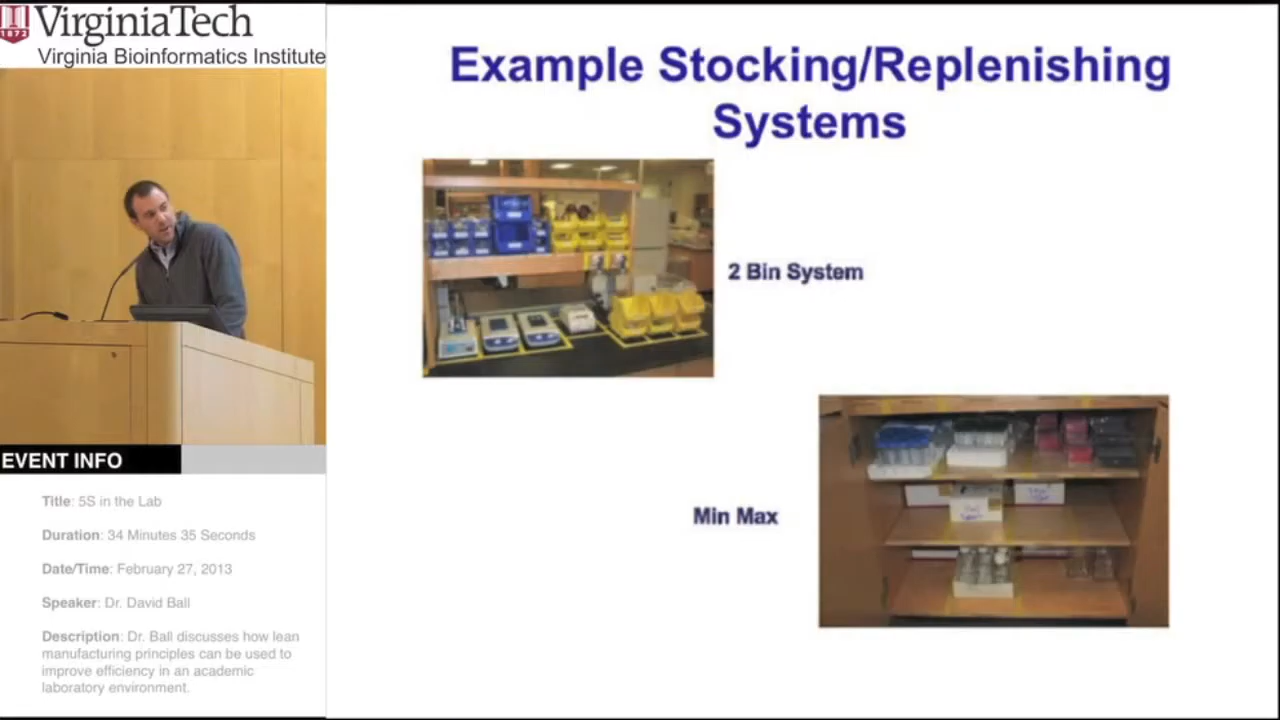 VirginiaTech
1872
Virginia Bioinformatics Institute
Example Stocking/Replenishing
Systems
2 Bin System
Min Max
EVENT INFO
Title: 5S in the Lab
Duration: 34 Minutes 35 Seconds
Date/Time: February 27, 2013
Speaker: Dr. David Ball
Description: Dr. Ball discusses how lean
manufacturing principles can be used to
improve efficiency in an academic
laboratory environment.